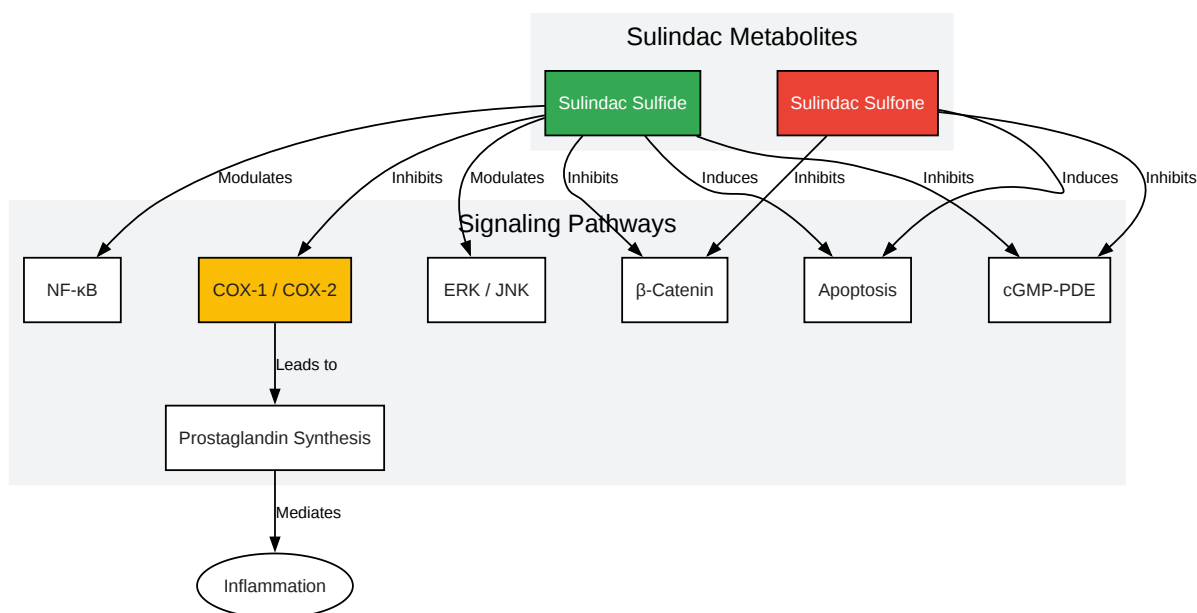 Sulindac Metabolites
Sulindac Sulfide
Sulindac Sulfone
Modulates
Inhibits
Modulates
Inhibits
Induces
Inhibits
Inhibits
Induces
Inhibits
Signaling Pathways
NF-κB
COX-1 / COX-2
ERK / JNK
β-Catenin
Apoptosis
cGMP-PDE
Leads to
Prostaglandin Synthesis
Mediates
Inflammation